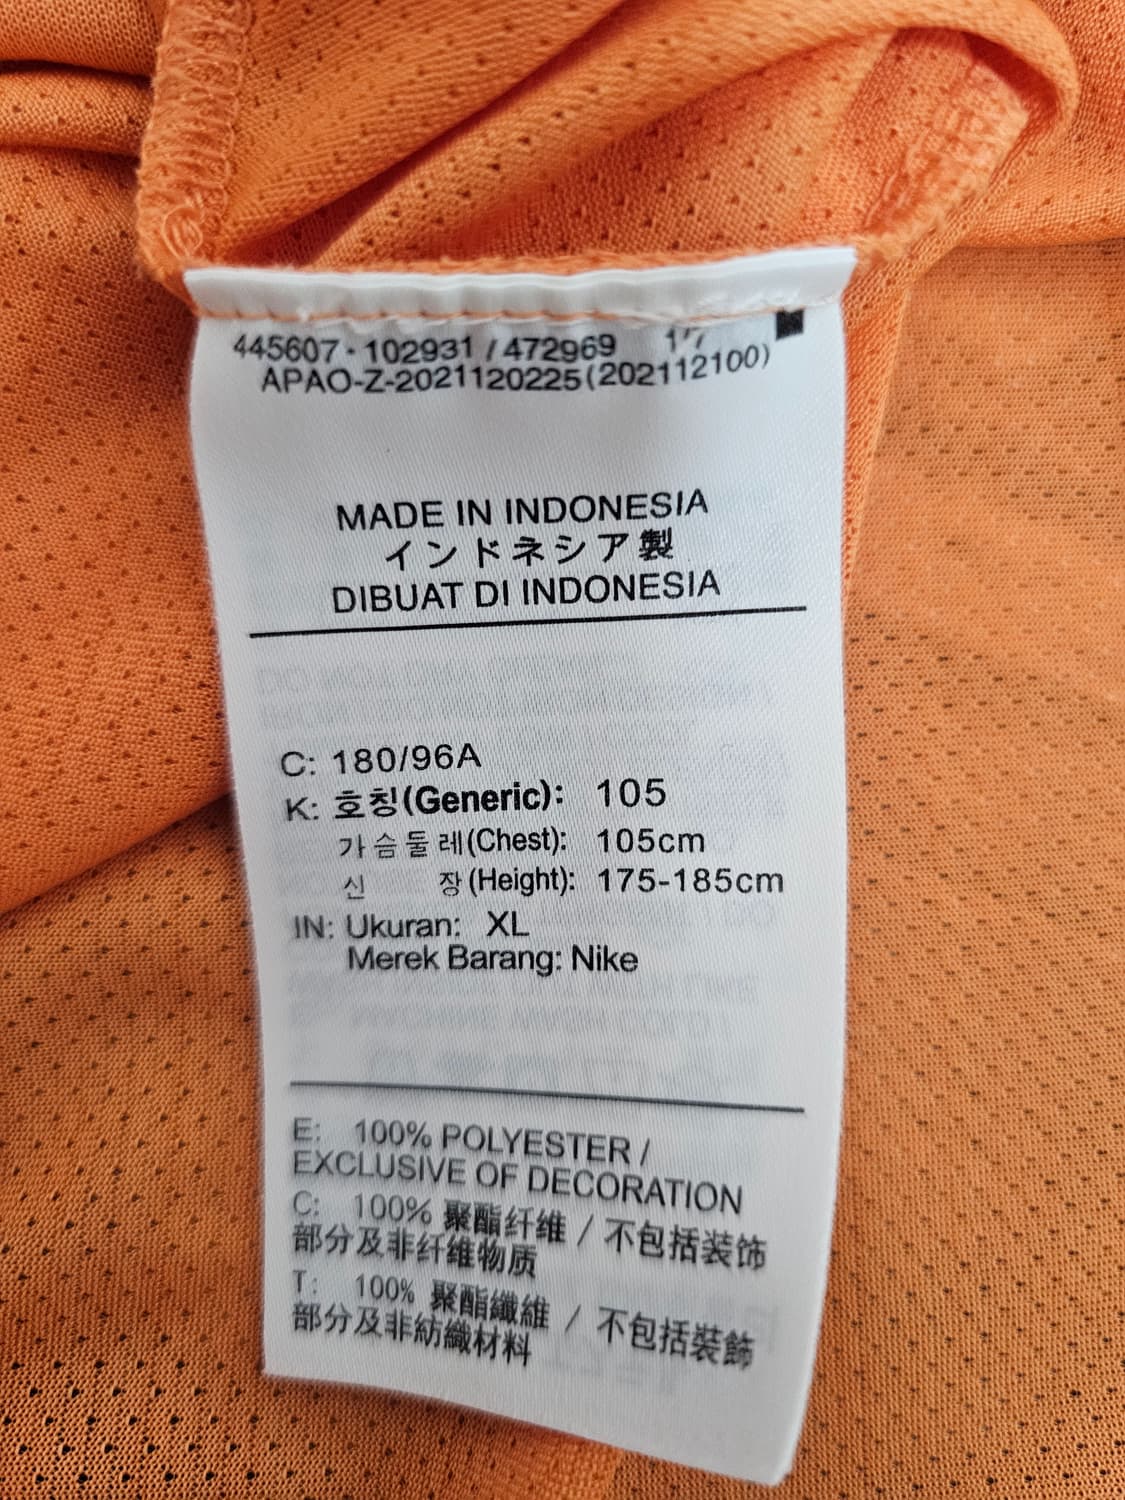 445607 · 102931 / 472969
APAO-Z-2021120225(202112100)
MADE IN INDONESIA
インドネシア製
DIBUAT DI INDONESIA
C: 180/96A
K: 호칭(Generic): 105
가슴둘레(Chest): 105cm
신 장(Height): 175-185cm
IN: Ukuran: XL
Merek Barang: Nike
E: 100% POLYESTER /
EXCLUSIVE OF DECORATION
C: 100% 聚酯纤维 / 不包括装饰
部分及非纤维物质
T: 100% 聚酯纖維 / 不包括裝飾
部分及非紡織材料